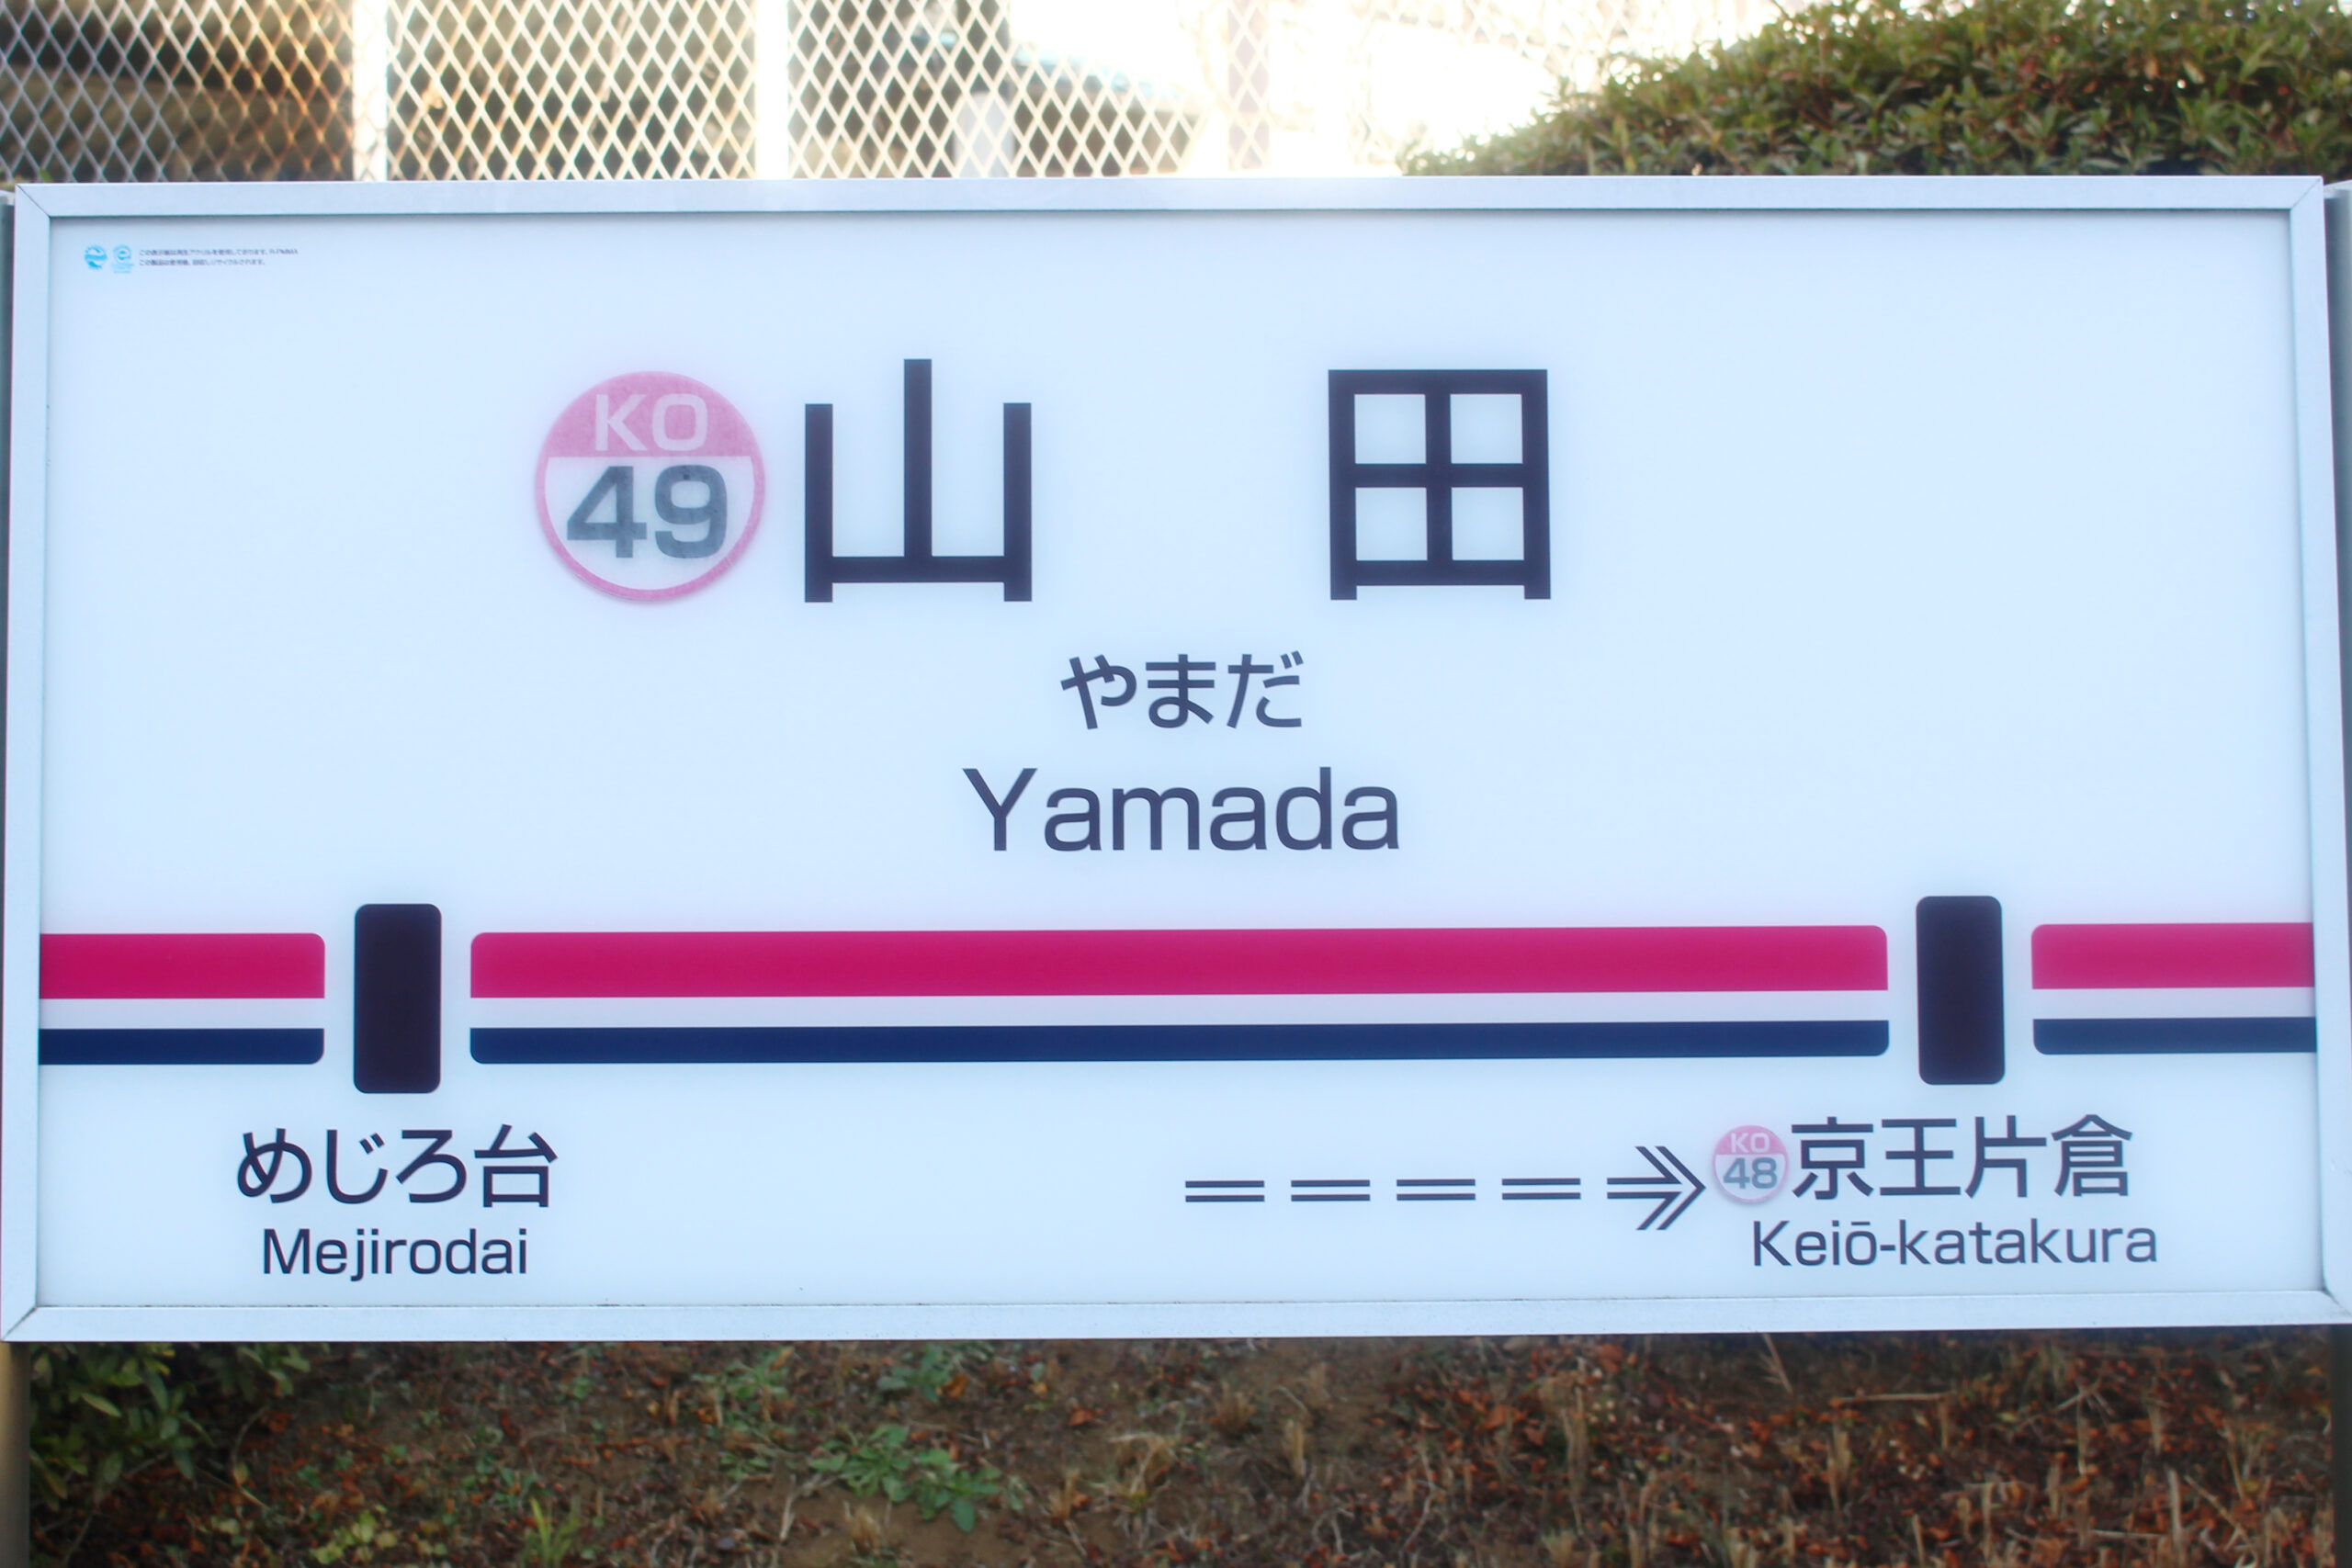 KO
49
山田
やまだ
Yamada
めじろ台
Mejirodai
KO
48
京王片倉
Keiō-katakura